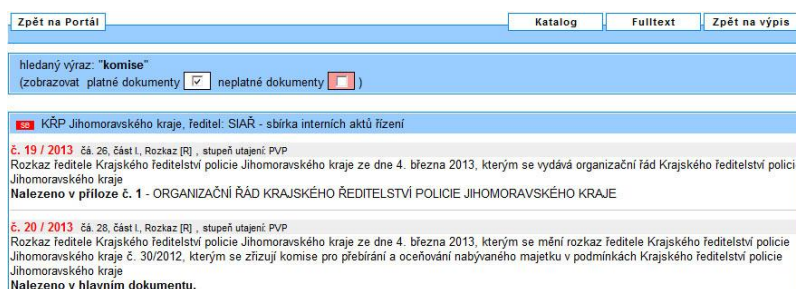 Zpět na Portál Katalog Fulltext Zpět na výpis
hledaný výraz: "komise"
(zobrazovat platné dokumenty neplatné dokumenty )
se KŘP Jihomoravského kraje, ředitel: SIAŘ - sbírka interních aktů řízení
č. 19 / 2013 čá. 26, část I., Rozkaz [R] , stupeň utajení: PVP
Rozkaz ředitele Krajského ředitelství policie Jihomoravského kraje ze dne 4. března 2013, kterým se vydává organizační řád Krajského ředitelství polici
Jihomoravského kraje
Nalezeno v příloze č. 1 - ORGANIZAČNÍ ŘÁD KRAJSKÉHO ŘEDITELSTVÍ POLICIE JIHOMORAVSKÉHO KRAJE
č. 20 / 2013 čá. 28, část I., Rozkaz [R] , stupeň utajení: PVP
Rozkaz ředitele Krajského ředitelství policie Jihomoravského kraje ze dne 4. března 2013, kterým se mění rozkaz ředitele Krajského ředitelství policie
Jihomoravského kraje č. 30/2012, kterým se zřizují komise pro přebírání a oceňování nabývaného majetku v podmínkách Krajského ředitelství policie
Jihomoravského kraje
Nalezeno v hlavním dokumentu.